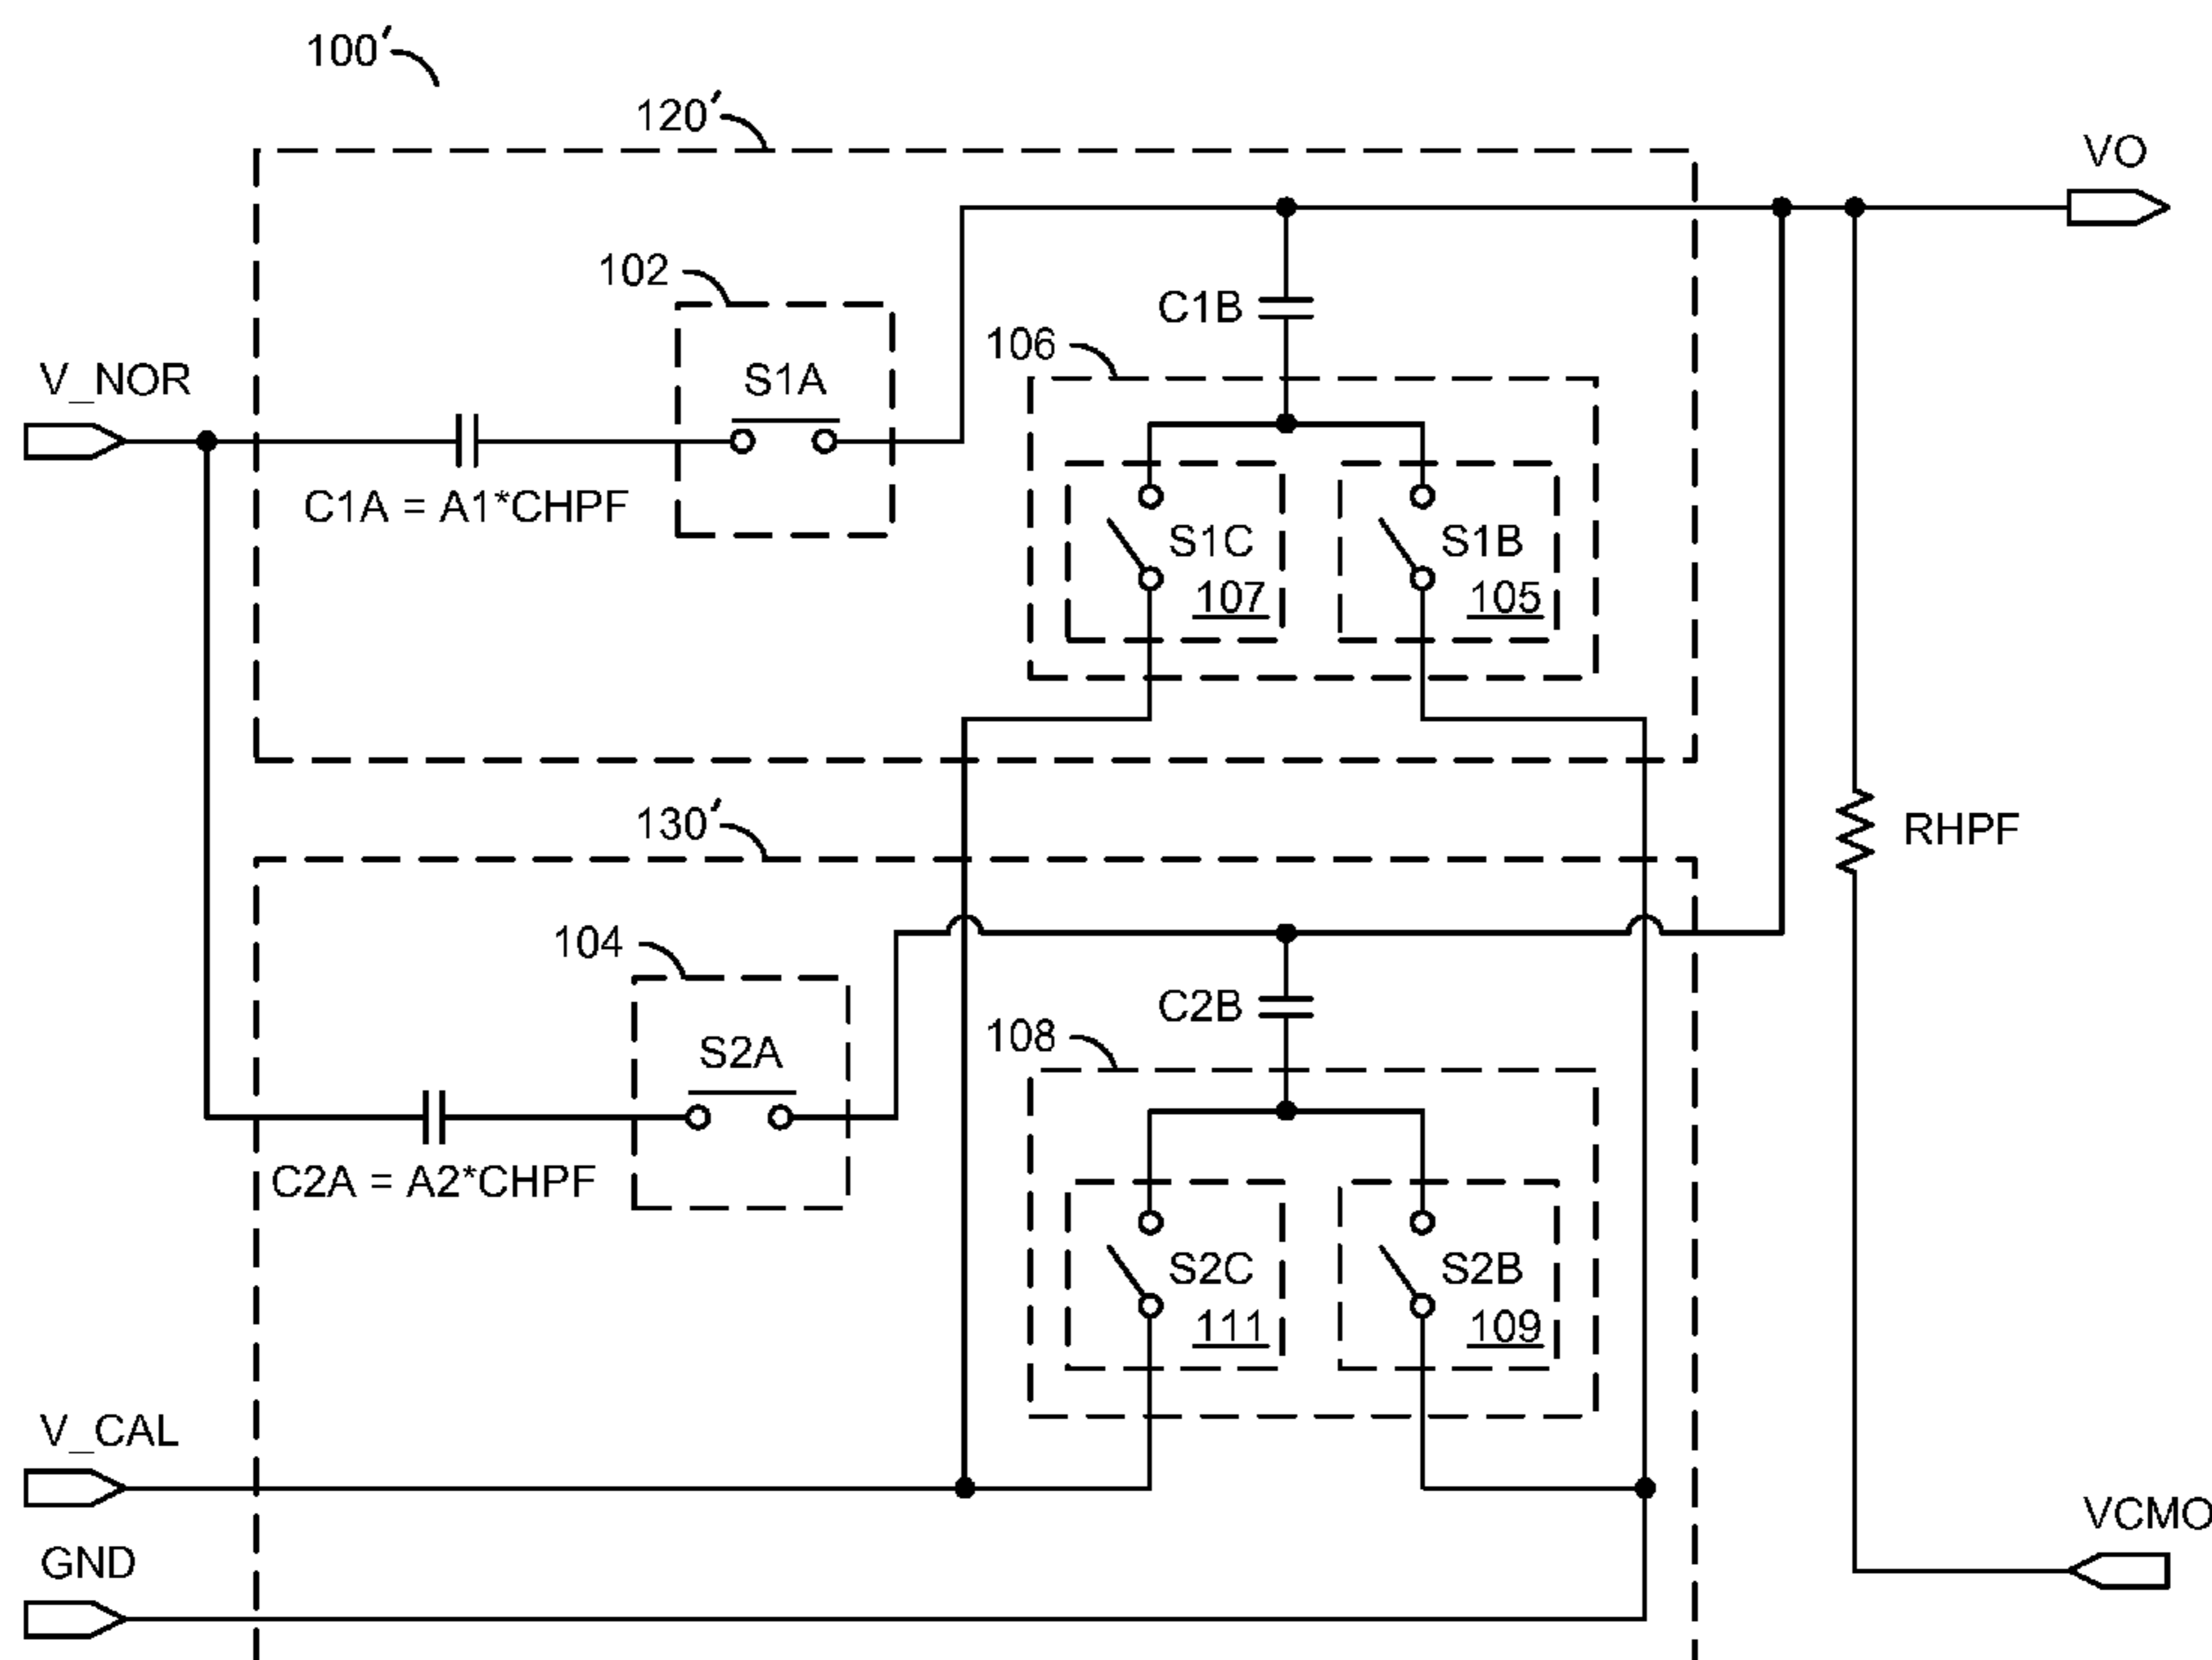 100′
120′
VO
102
C1B
106
V_NOR
S1A
C1A = A1*CHPF
S1C
S1B
107
105
130′
RHPF
104
C2B
108
S2A
C2A = A2*CHPF
S2C
S2B
111
109
V_CAL
VCMO
GND